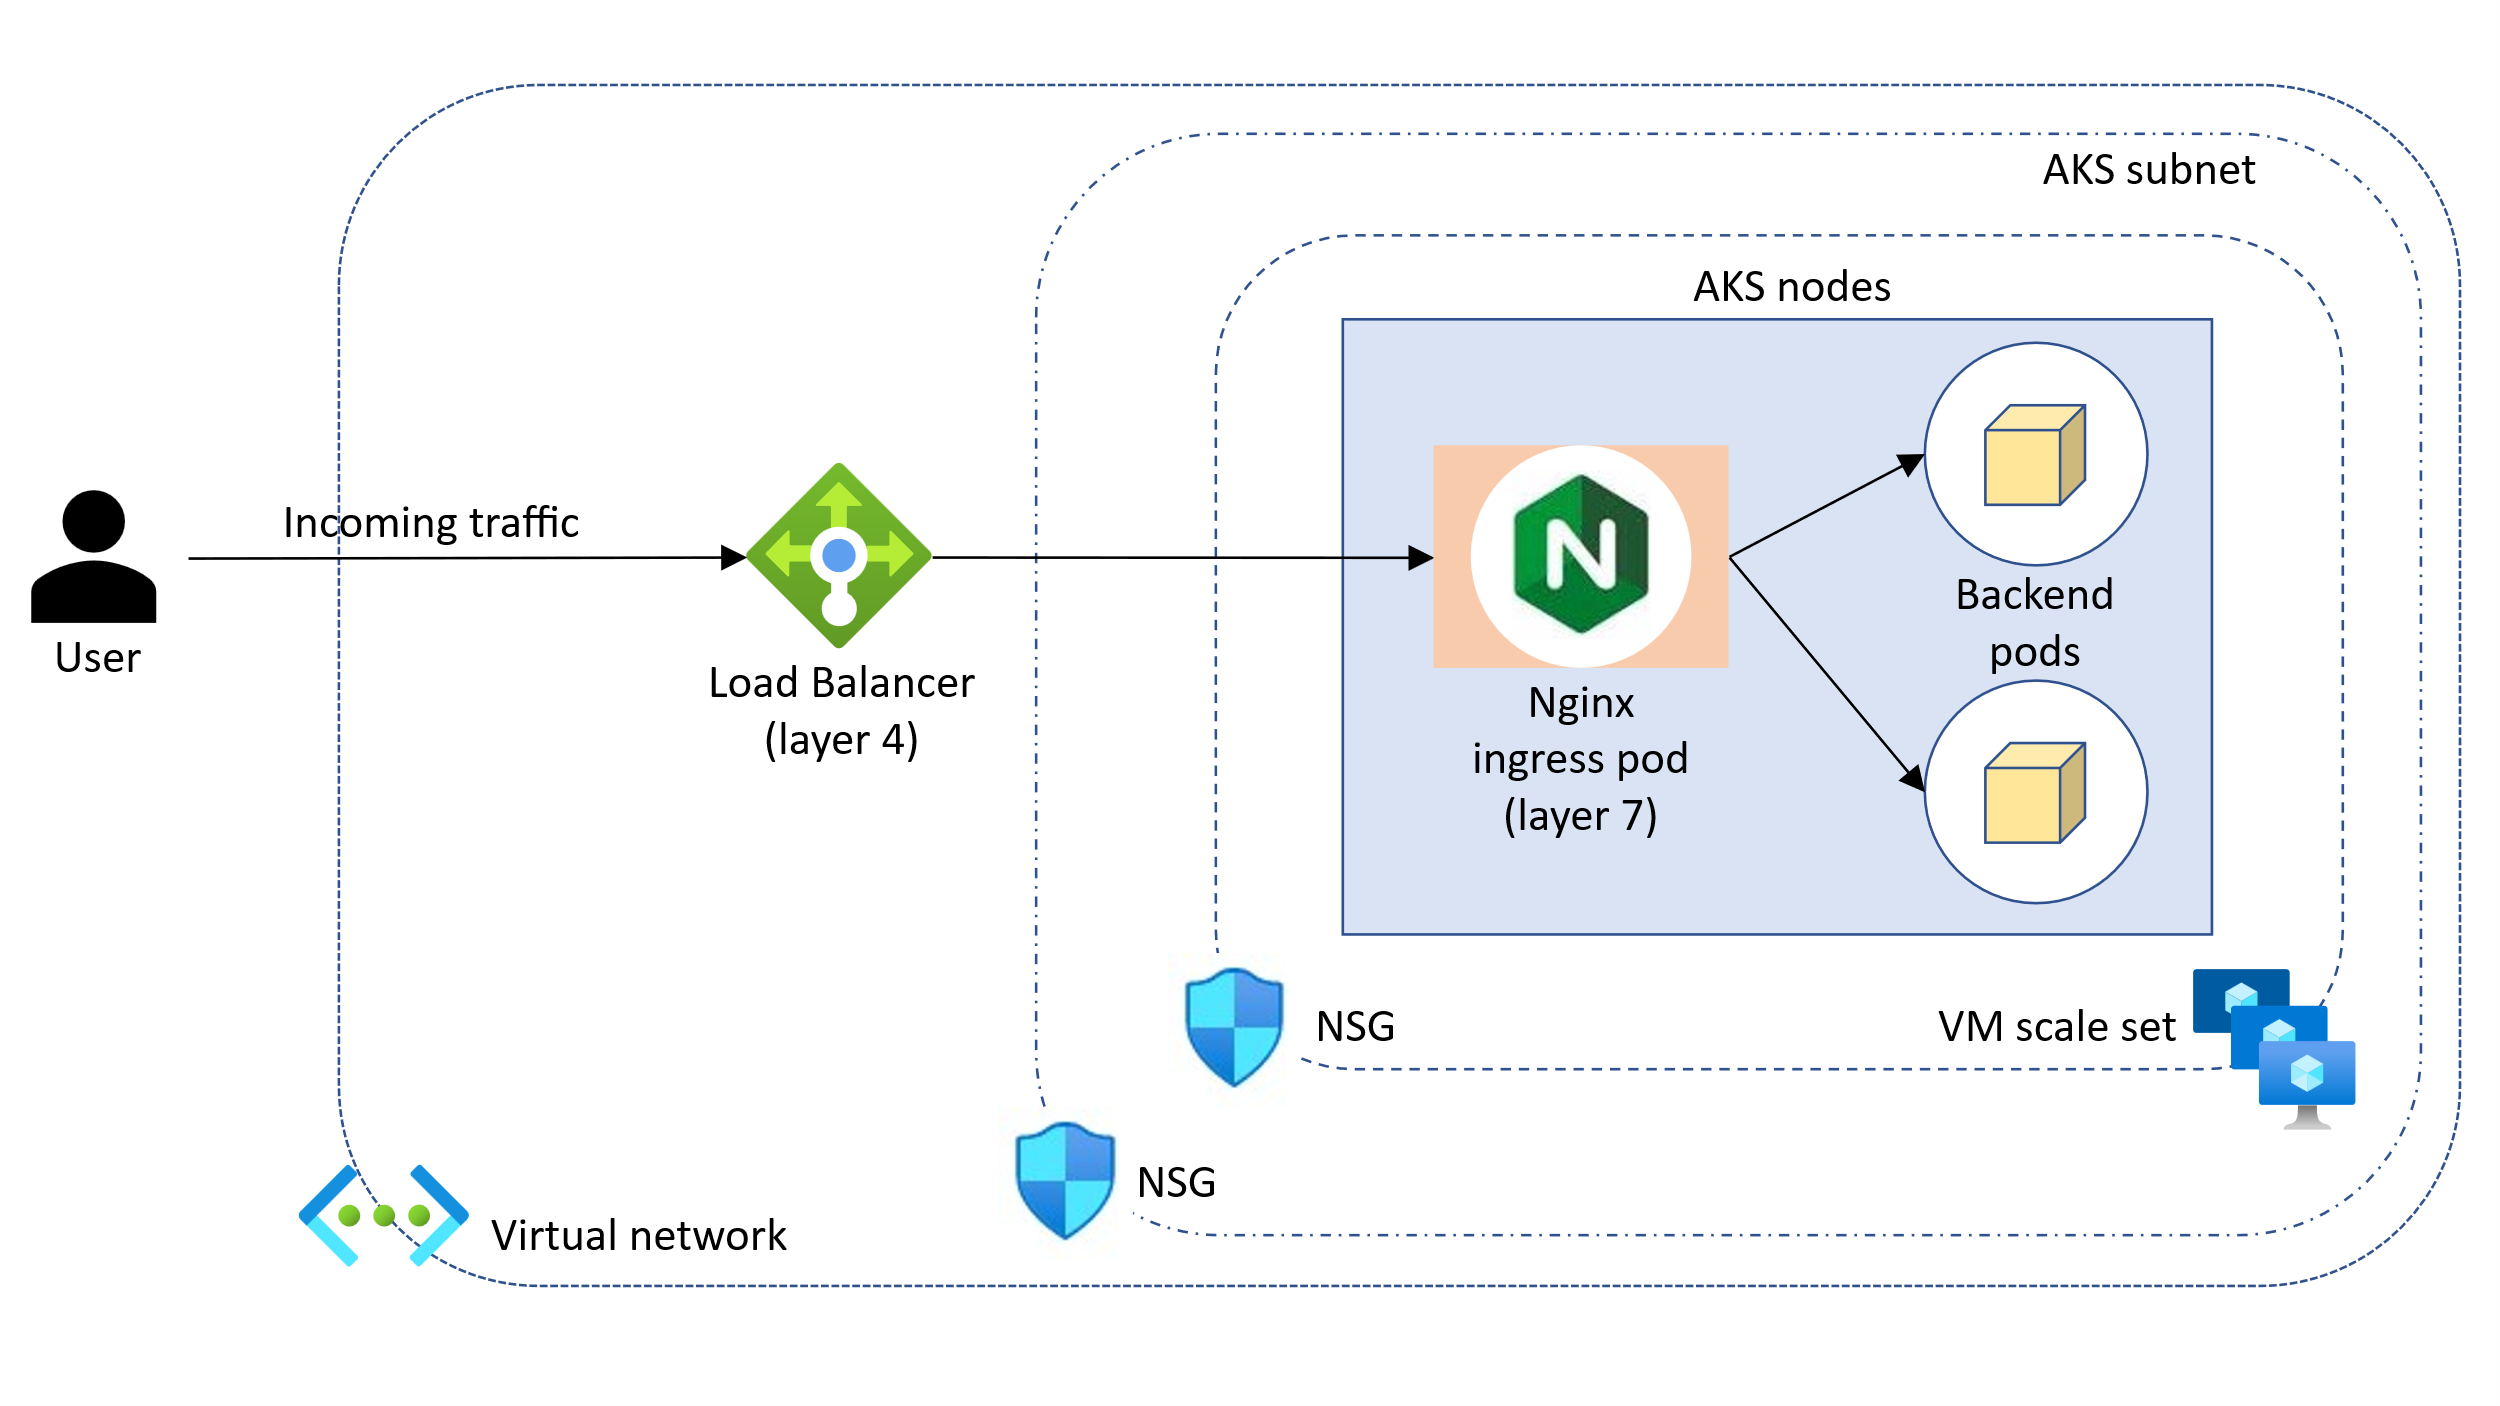 AKS subnet
AKS nodes
Incoming traffic
User
Load Balancer
(layer 4)
N
Nginx
ingress pod
(layer 7)
Backend
pods
NSG
VM scale set
NSG
Virtual network